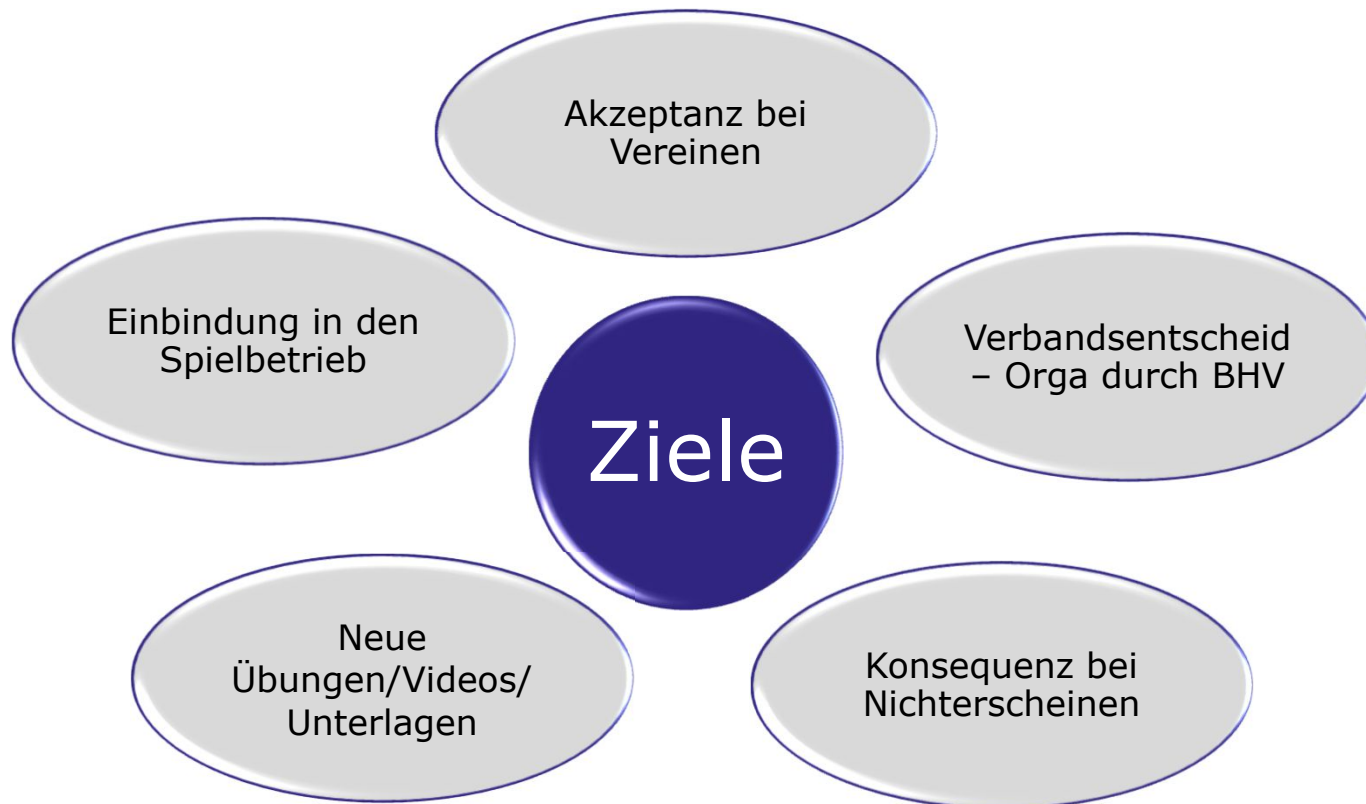 Akzeptanz bei
Vereinen
Einbindung in den
Spielbetrieb
Verbandsentscheid
– Orga durch BHV
Ziele
Neue
Übungen/Videos/
Unterlagen
Konsequenz bei
Nichterscheinen